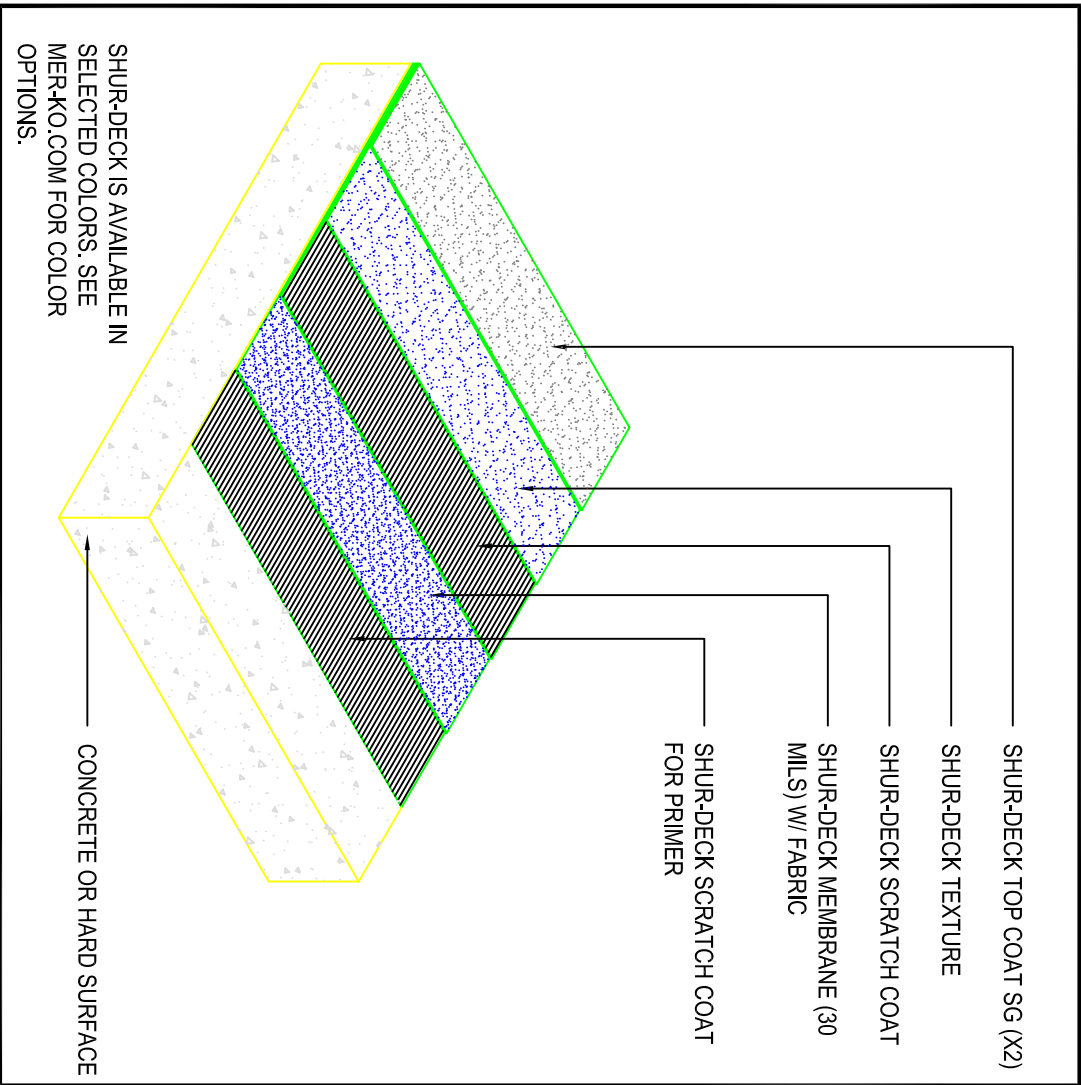 SHUR-DECK TOP COAT SG (X2)
SHUR-DECK TEXTURE
SHUR-DECK SCRATCH COAT
SHUR-DECK MEMBRANE (30
MILS) W/ FABRIC
SHUR-DECK SCRATCH COAT
FOR PRIMER
CONCRETE OR HARD SURFACE
SHUR-DECK IS AVAILABLE IN
SELECTED COLORS. SEE
MER-KO.COM FOR COLOR
OPTIONS.